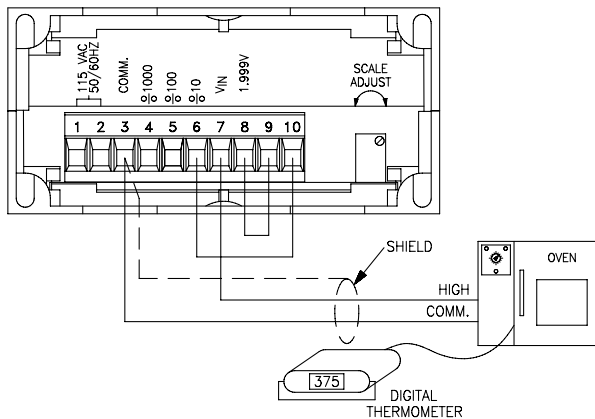 115 VAC
50/60HZ
COMM.
÷1000
÷100
÷10
VIN
1.999V
SCALE
ADJUST
1 2 3 4 5 6 7 8 9 10
SHIELD
OVEN
HIGH
COMM.
375
DIGITAL
THERMOMETER